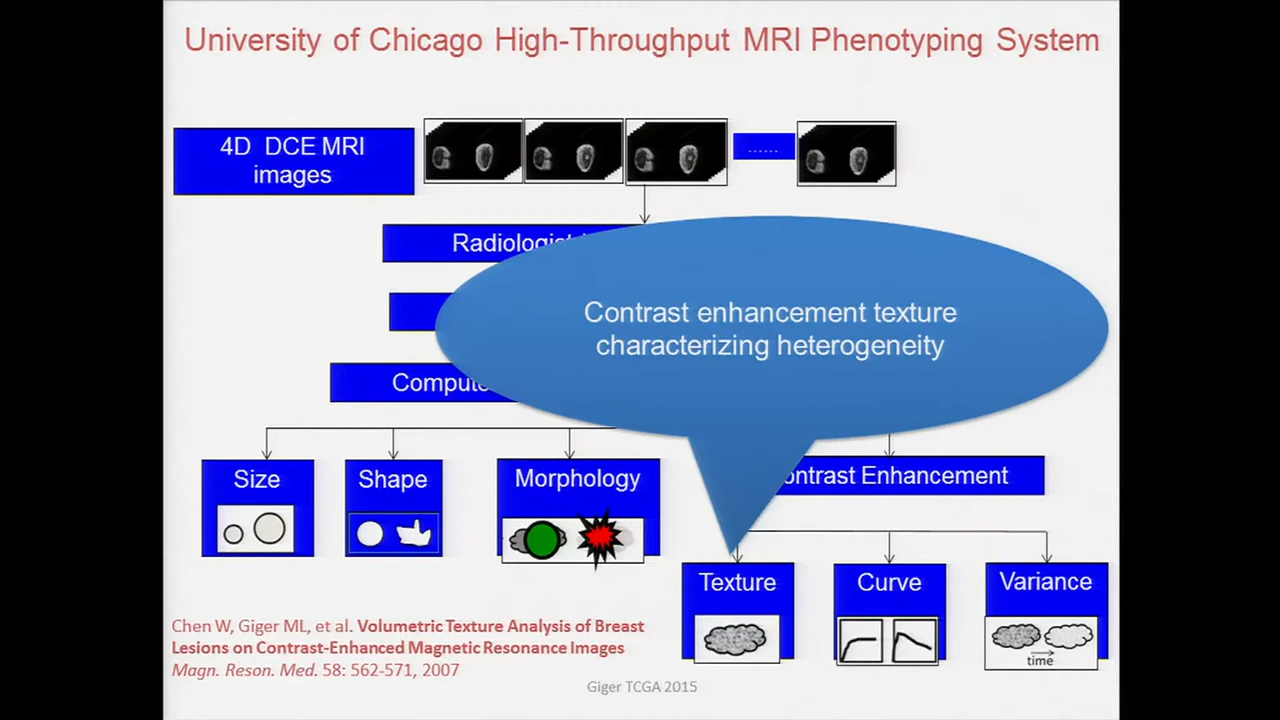 University of Chicago High-Throughput MRI Phenotyping System
4D DCE MRI
images
......
Radiologist
Contrast enhancement texture
characterizing heterogeneity
Size
Shape
Morphology
ontrast Enhancement
Texture
Curve
Variance
time
Chen W, Giger ML, et al. Volumetric Texture Analysis of Breast
Lesions on Contrast-Enhanced Magnetic Resonance Images
Magn. Reson. Med. 58: 562-571, 2007
Giger TCGA 2015